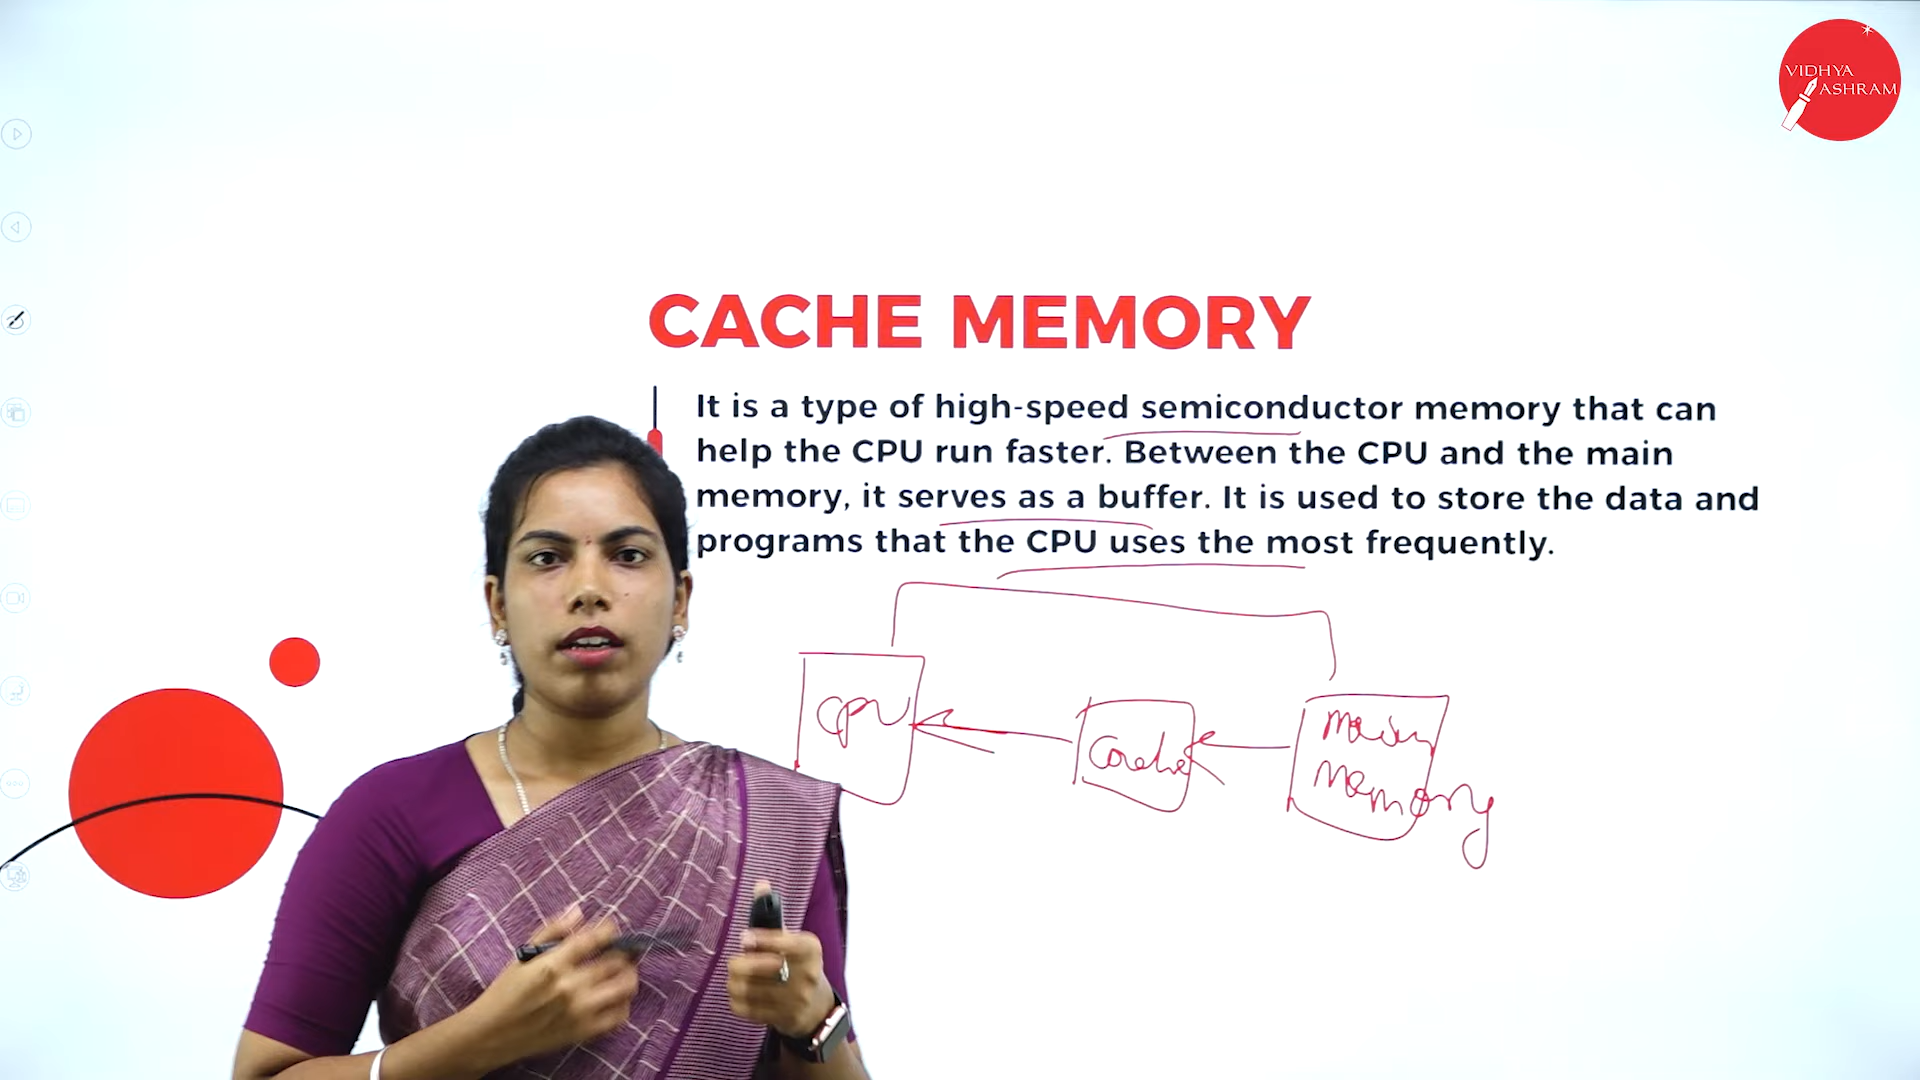 VIDHYA
ASHRAM
CACHE MEMORY
It is a type of high-speed semiconductor memory that can
help the CPU run faster. Between the CPU and the main
memory, it serves as a buffer. It is used to store the data and
programs that the CPU uses the most frequently.
CPU
Cache
Main
Memory